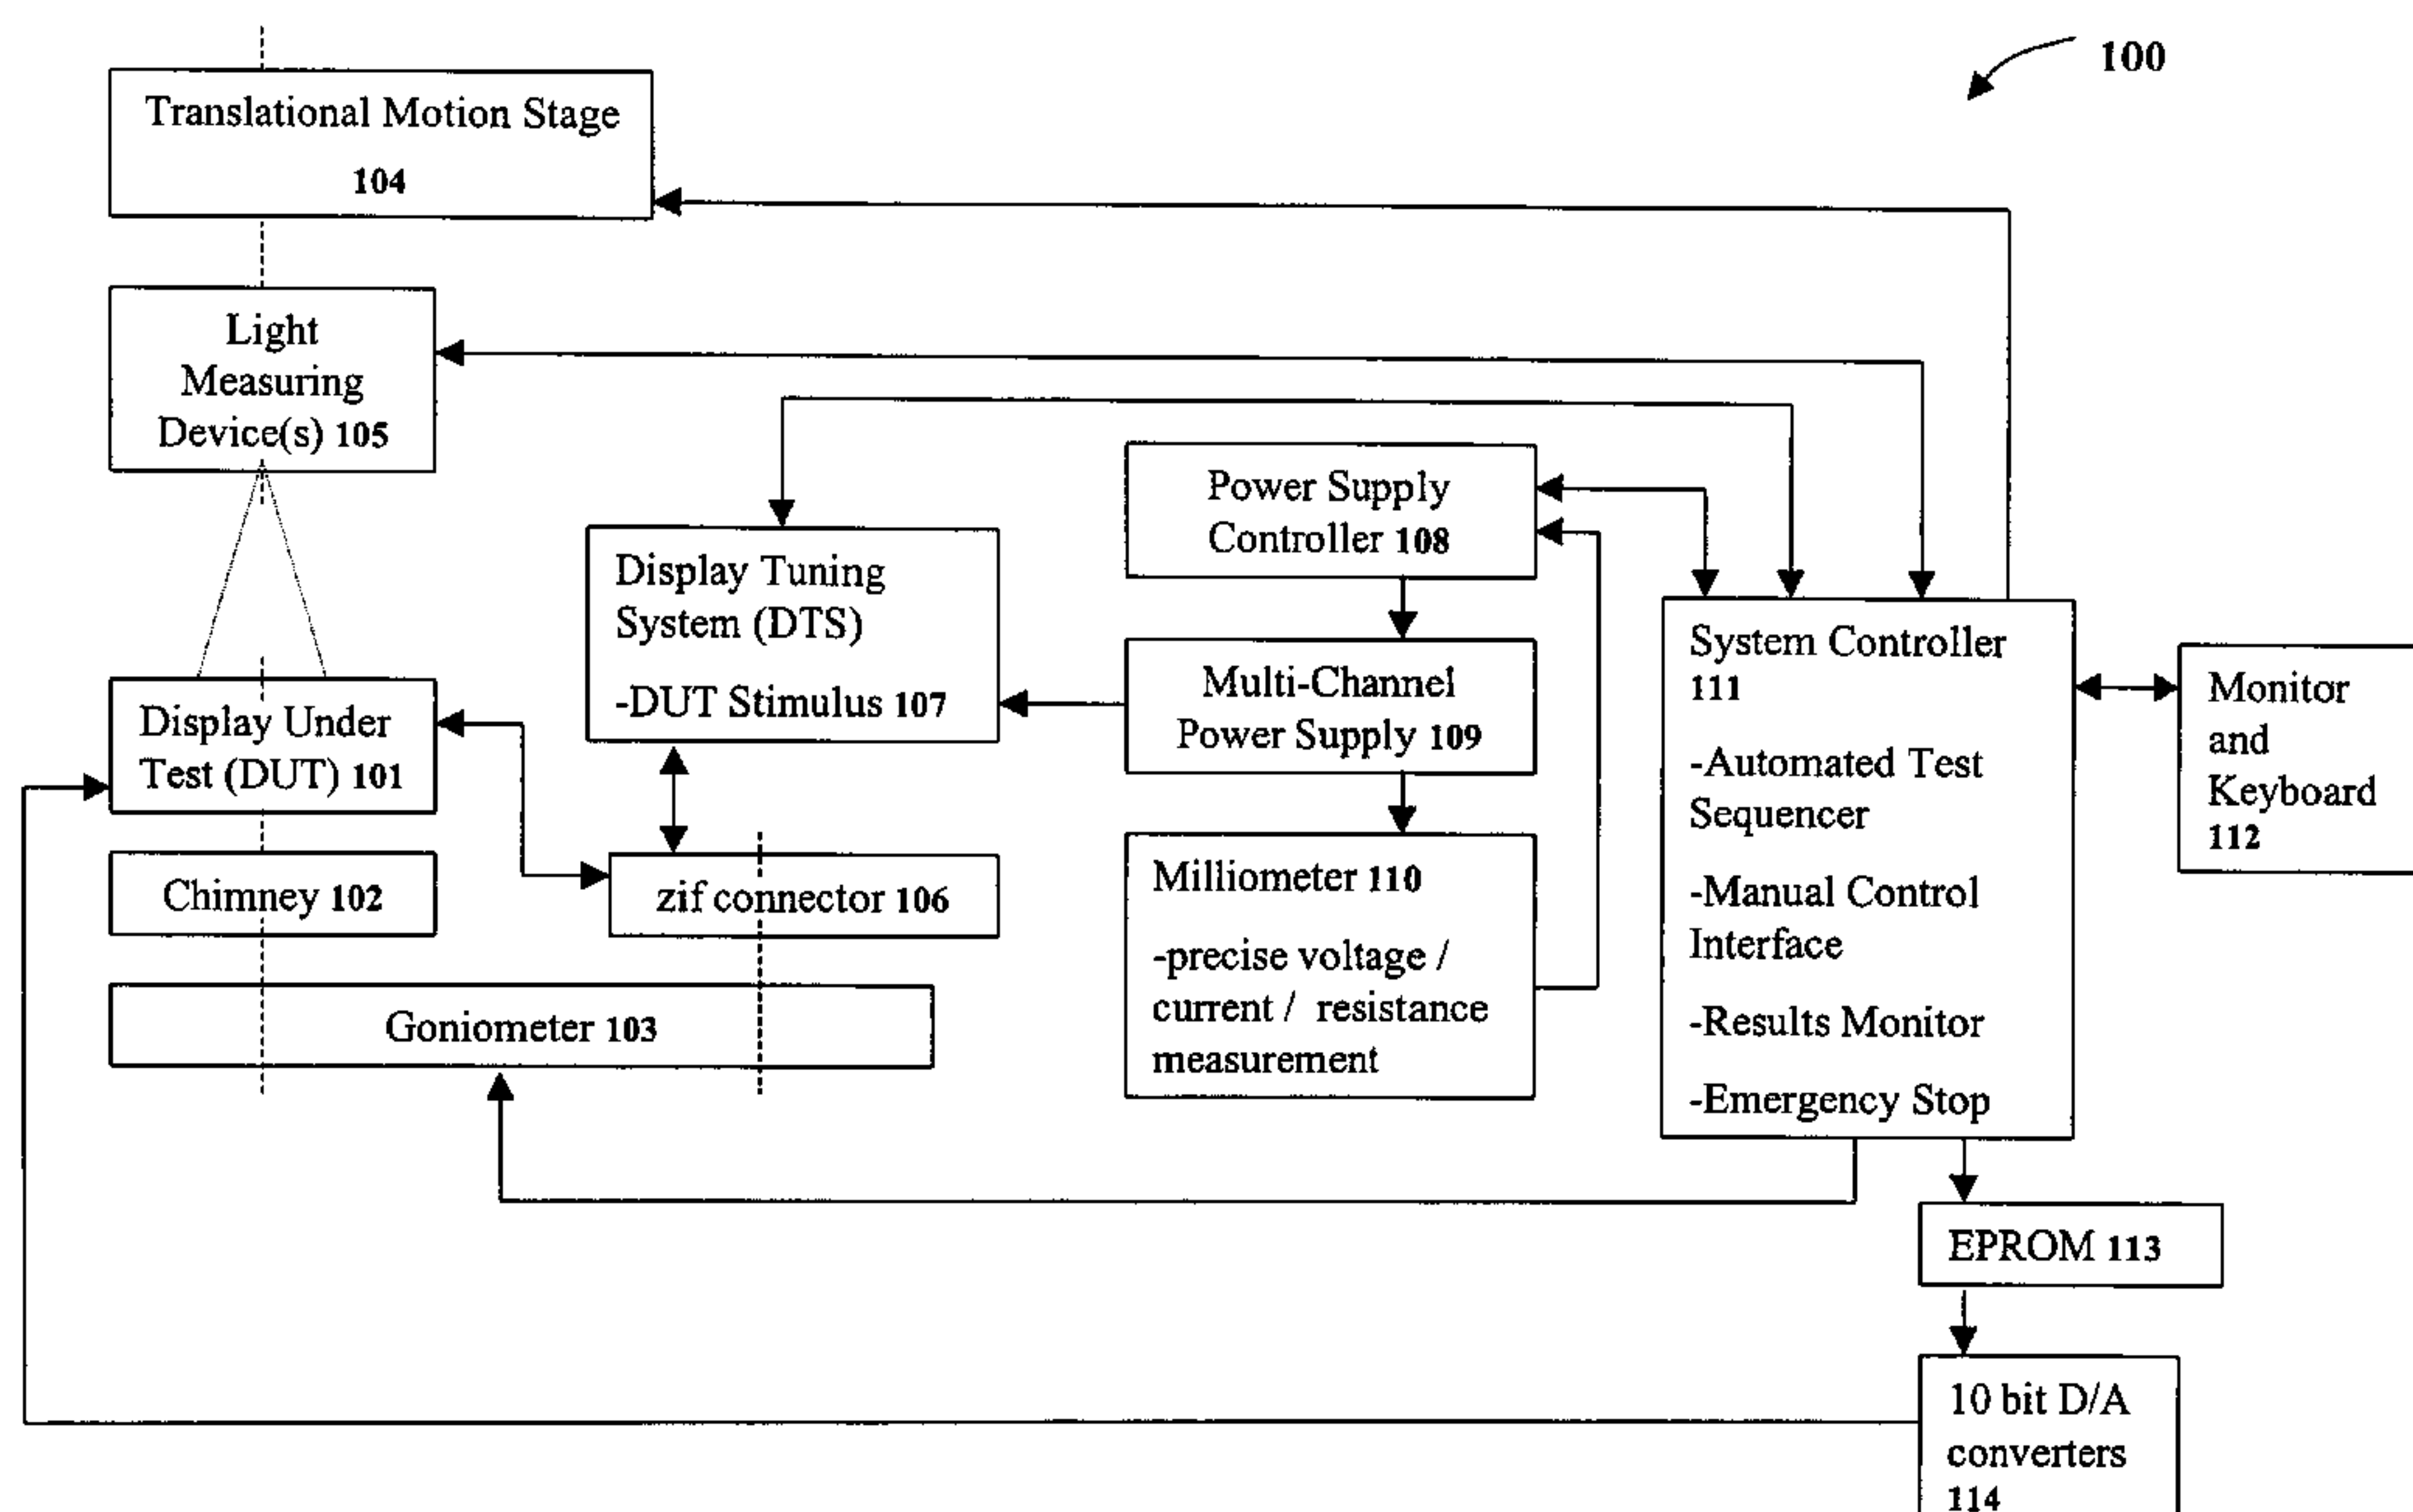 100
Translational Motion Stage
104
Light
Measuring
Device(s) 105
Power Supply
Controller 108
Display Tuning
System (DTS)
-DUT Stimulus 107
System Controller
111
-Automated Test
Sequencer
-Manual Control
Interface
-Results Monitor
-Emergency Stop
Monitor
and
Keyboard
112
Multi-Channel
Power Supply 109
Display Under
Test (DUT) 101
Chimney 102
zif connector 106
Milliometer 110
-precise voltage /
current / resistance
measurement
Goniometer 103
EPROM 113
10 bit D/A
converters
114